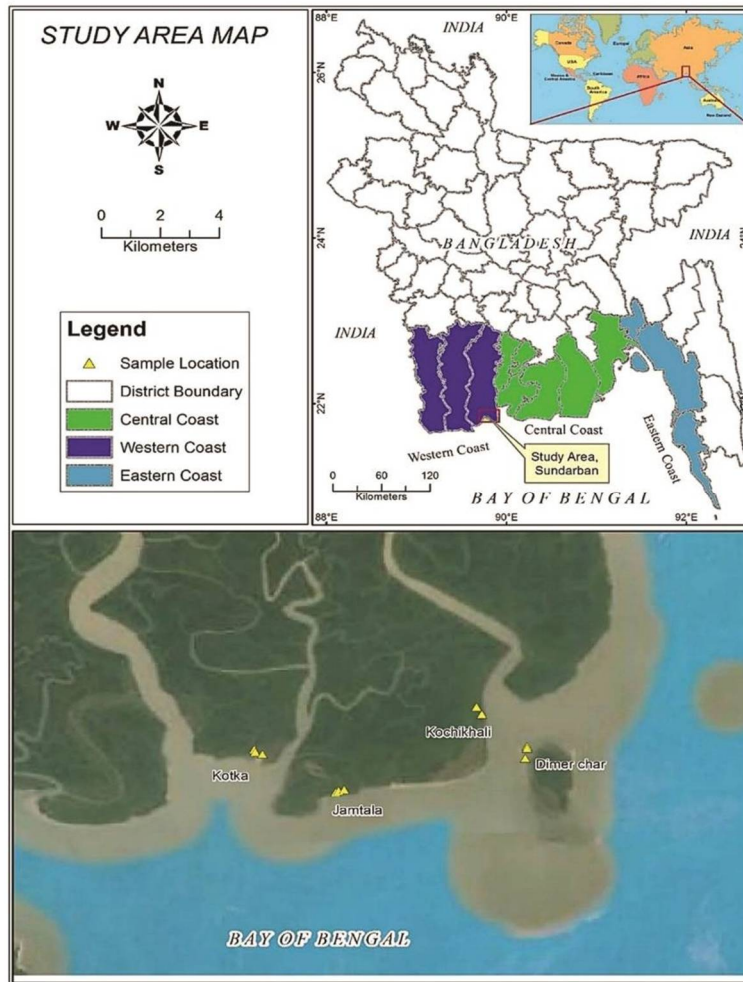 STUDY AREA MAP
N
W E
S
0 2 4
Kilometers
Legend
Sample Location
District Boundary
Central Coast
Western Coast
Eastern Coast
88°E 90°E
INDIA
26°N
Canada
USA
Europe
Asia
Caribbean
South America
Africa
Australia
New Zealand
24°N
BANGLADESH
INDIA
INDIA
22°N
Western Coast
Central Coast
Eastern Coast
Study Area,
Sundarban
0 60 120
Kilometers
BAY OF BENGAL
88°E 90°E 92°E
Kotka
Jamtala
Kochikhali
Dimer char
BAY OF BENGAL